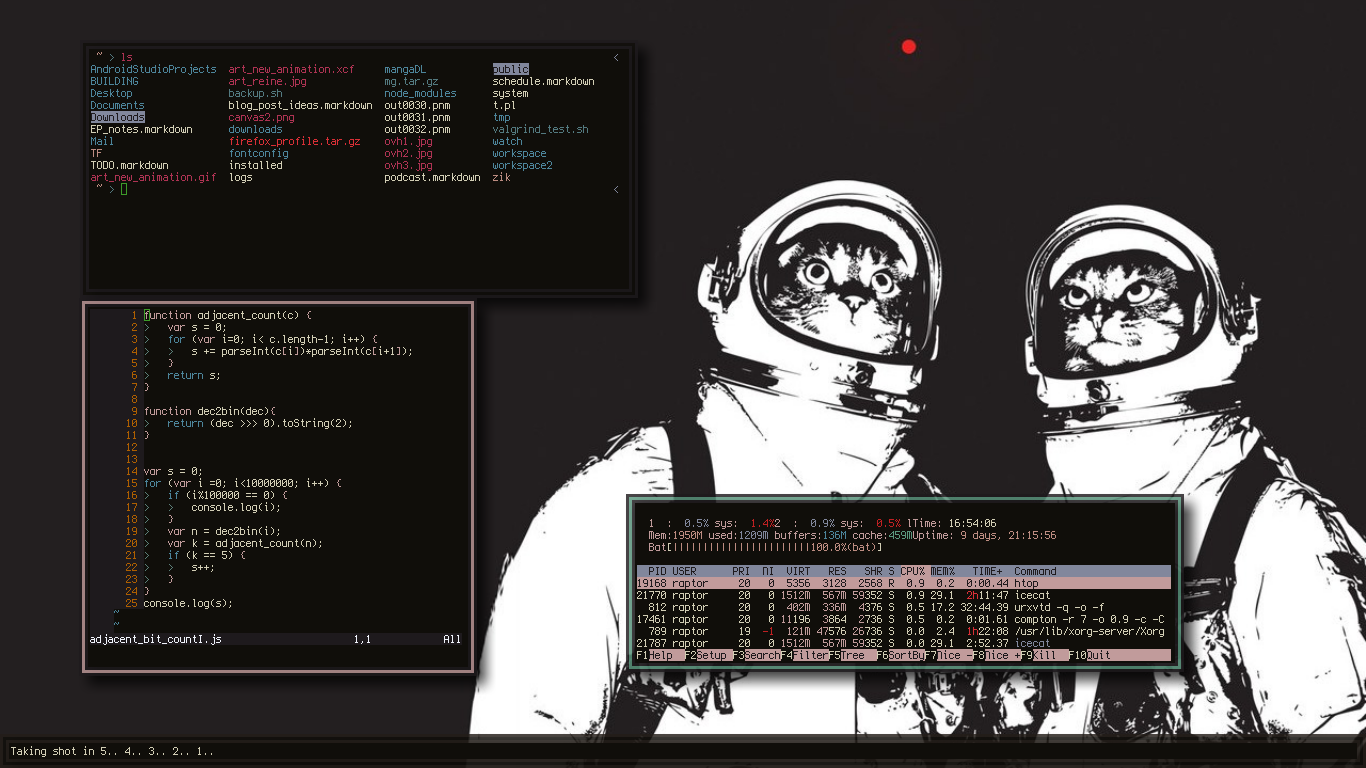 ~ > ls <
AndroidStudioProjects art_new_animation.xcf mangaDL public
BUILDING art_reine.jpg mg.tar.gz schedule.markdown
Desktop backup.sh node_modules system
Documents blog_post_ideas.markdown out0030.pnm t.pl
Downloads canvas2.png out0031.pnm tmp
EP_notes.markdown downloads out0032.pnm valgrind_test.sh
Mail firefox_profile.tar.gz ovh1.jpg watch
TF fontconfig ovh2.jpg workspace
TODO.markdown installed ovh3.jpg workspace2
art_new_animation.gif logs podcast.markdown zik
~ > <
1 function adjacent_count(c) {
2 > var s = 0;
3 > for (var i=0; i< c.length-1; i++) {
4 > > s += parseInt(c[i])*parseInt(c[i+1]);
5 > }
6 > return s;
7 }
8
9 function dec2bin(dec){
10 > return (dec >>> 0).toString(2);
11 }
12
13
14 var s = 0;
15 for (var i =0; i<10000000; i++) {
16 > if (i%100000 == 0) {
17 > > console.log(i);
18 > }
19 > var n = dec2bin(i);
20 > var k = adjacent_count(n);
21 > if (k == 5) {
22 > > s++;
23 > }
24 }
25 console.log(s);
~
~
adjacent_bit_countI.js 1,1 All
1 : 0.5% sys: 1.4%2 : 0.9% sys: 0.5% lTime: 16:54:06
Mem:1950M used:1209M buffers:136M cache:459MUptime: 9 days, 21:15:56
Bat[|||||||||||||||||||||||100.0%(bat)]
PID USER PRI NI VIRT RES SHR S CPU% MEM% TIME+ Command
19168 raptor 20 0 5356 3128 2568 R 0.9 0.2 0:00.44 htop
21770 raptor 20 0 1512M 567M 59352 S 0.9 29.1 2h11:47 icecat
812 raptor 20 0 402M 336M 4376 S 0.5 17.2 32:44.39 urxvtd -q -o -f
17461 raptor 20 0 11196 3864 2736 S 0.5 0.2 0:01.61 compton -r 7 -o 0.9 -c -C
789 raptor 19 -1 121M 47576 26736 S 0.0 2.4 1h22:08 /usr/lib/xorg-server/Xorg
21787 raptor 20 0 1512M 567M 59352 S 0.0 29.1 2:52.37 icecat
F1Help F2Setup F3SearchF4FilterF5Tree F6SortByF7Nice -F8Nice +F9Kill F10Quit
Taking shot in 5.. 4.. 3.. 2.. 1..